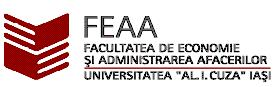 FEAA
FACULTATEA DE ECONOMIE
ŞI ADMINISTRAREA AFACERILOR
UNIVERSITATEA "AL.I.CUZA" IAŞI